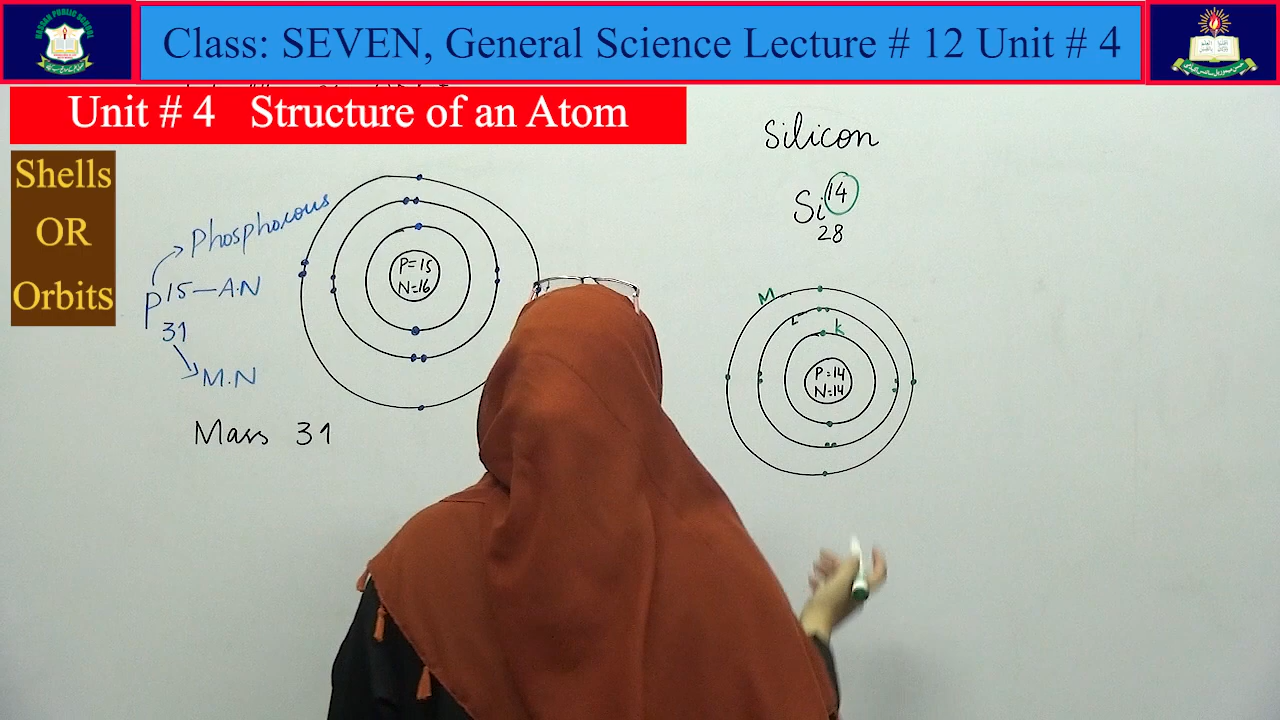 Class: SEVEN, General Science Lecture # 12 Unit # 4
Unit # 4 Structure of an Atom
Shells
OR
Orbits
Phosphorous
P 15 — A.N
31
M.N
Mass 31
P=15
N=16
Silicon
Si 14
28
M
L
K
P=14
N=14